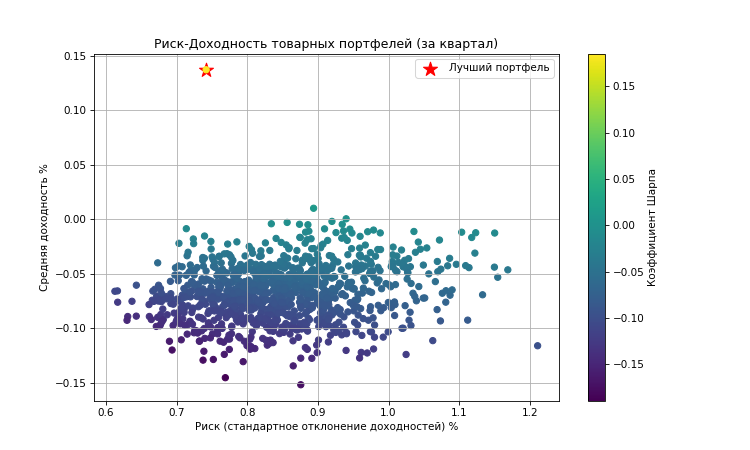 Риск-Доходность товарных портфелей (за квартал)
Лучший портфель
Средняя доходность %
0.15
0.10
0.05
0.00
−0.05
−0.10
−0.15
0.6 0.7 0.8 0.9 1.0 1.1 1.2
Риск (стандартное отклонение доходностей) %
0.15
0.10
0.05
0.00
−0.05
−0.10
−0.15
Коэффициент Шарпа